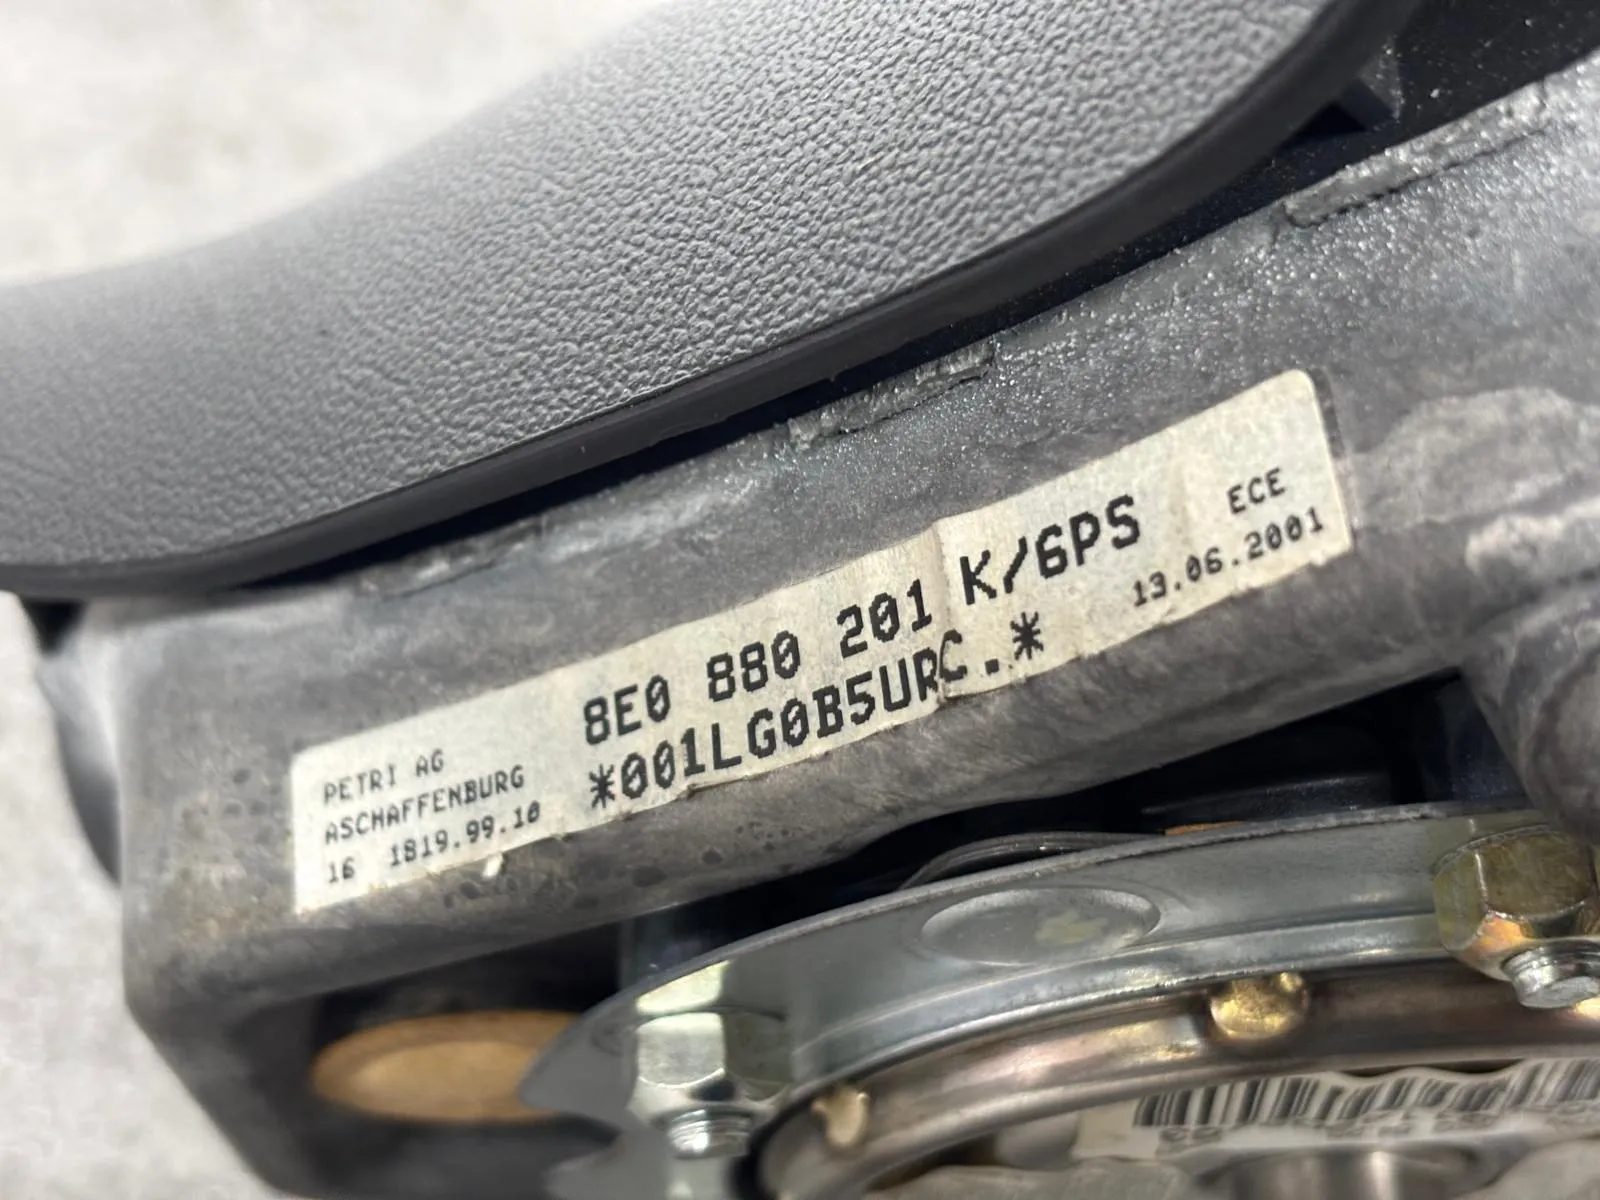 PETRI AG
ASCHAFFENBURG
16 1819.99.10
8E0 880 201 K/6PS
*001LG0B5URC.*
ECE
13.06.2001